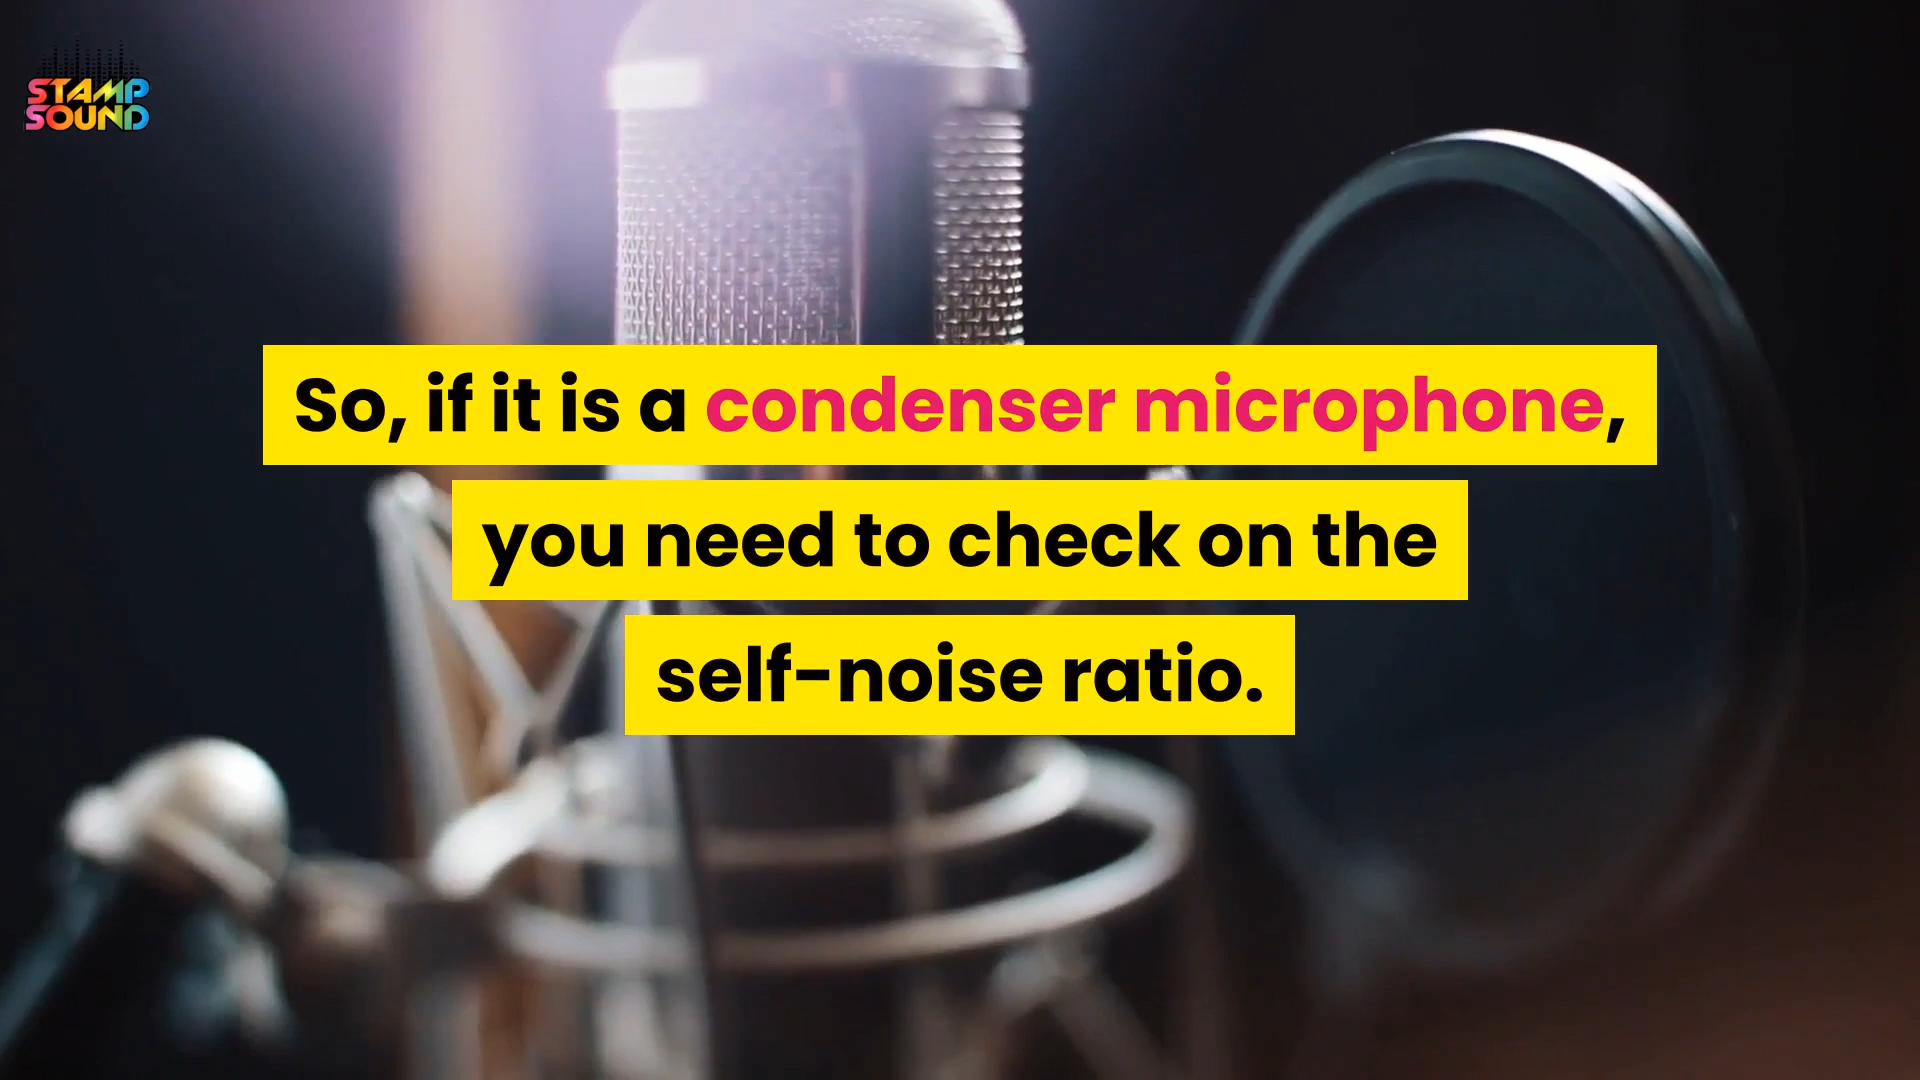 STAMP
SOUND
So, if it is a condenser microphone,
you need to check on the
self-noise ratio.